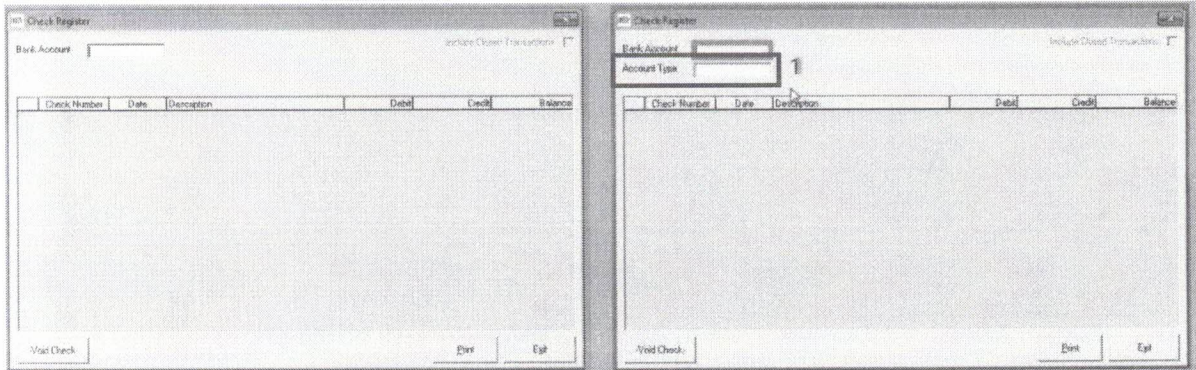 Check Register
Bank Account
Include Closed Transactions
Check Number Date Description Debit Credit Balance
Void Check
Print Exit
Check Register
Bank Account
Include Closed Transactions
Account Type
1
Check Number Date Description Debit Credit Balance
Void Check
Print Exit